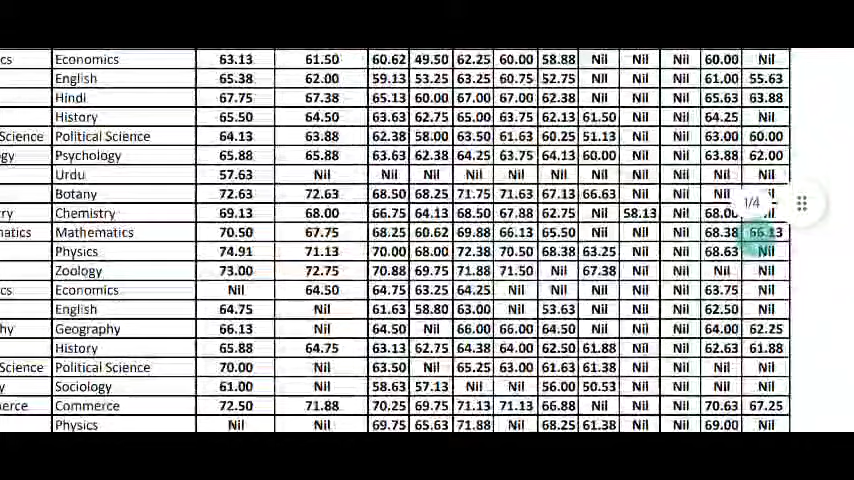 cs Economics 63.13 61.50 60.62 49.50 62.25 60.00 58.88 Nil Nil Nil 60.00 Nil
English 65.38 62.00 59.13 53.25 63.25 60.75 52.75 Nil Nil Nil 61.00 55.63
Hindi 67.75 67.38 65.13 60.00 67.00 67.00 62.38 Nil Nil Nil 65.63 63.88
History 65.50 64.50 63.63 62.75 65.00 63.75 62.13 61.50 Nil Nil 64.25 Nil
Science Political Science 64.13 63.88 62.38 58.00 63.50 61.63 60.25 51.13 Nil Nil 63.00 60.00
gy Psychology 65.88 65.88 63.63 62.38 64.25 63.75 64.13 60.00 Nil Nil 63.88 62.00
Urdu 57.63 Nil Nil Nil Nil Nil Nil Nil Nil Nil Nil Nil
Botany 72.63 72.63 68.50 68.25 71.75 71.63 67.13 66.63 Nil Nil Nil
1/4
ry Chemistry 69.13 68.00 66.75 64.13 68.50 67.88 62.75 Nil 58.13 Nil
matics Mathematics 70.50 67.75 68.25 60.62 69.88 66.13 65.50 Nil Nil Nil 68.38 66.13
Physics 74.91 71.13 70.00 68.00 72.38 70.50 68.38 63.25 Nil Nil 68.63 Nil
Zoology 73.00 72.75 70.88 69.75 71.88 71.50 Nil 67.38 Nil Nil Nil Nil
cs Economics Nil 64.50 64.75 63.25 64.25 Nil Nil Nil Nil Nil 63.75 Nil
English 64.75 Nil 61.63 58.80 63.00 Nil 53.63 Nil Nil Nil 62.50 Nil
hy Geography 66.13 Nil 64.50 Nil 66.00 66.00 64.50 Nil Nil Nil 64.00 62.25
History 65.88 64.75 63.13 62.75 64.38 64.00 62.50 61.88 Nil Nil 62.63 61.88
Science Political Science 70.00 Nil 63.50 Nil 65.25 63.00 61.63 61.38 Nil Nil Nil Nil
y Sociology 61.00 Nil 58.63 57.13 Nil Nil 56.00 50.53 Nil Nil Nil Nil
erce Commerce 72.50 71.88 70.25 69.75 71.13 71.13 66.88 Nil Nil Nil 70.63 67.25
Physics Nil Nil 69.75 65.63 71.88 Nil 68.25 61.38 Nil Nil 69.00 Nil